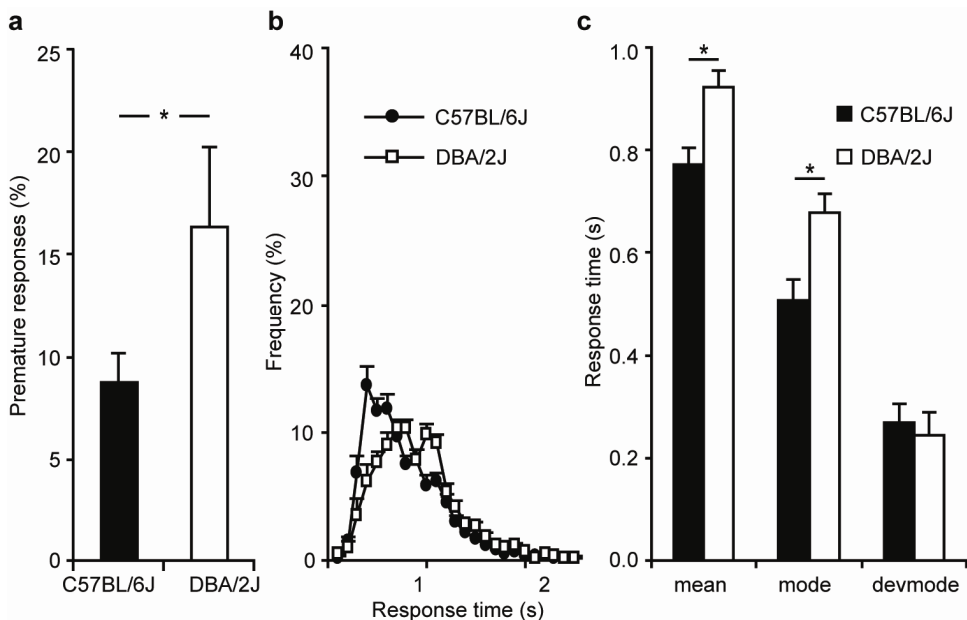 a
25
20
15
10
5
0
Premature responses (%)
*
C57BL/6J
DBA/2J
b
40
30
20
10
0
Frequency (%)
C57BL/6J
DBA/2J
1
2
Response time (s)
c
1.0
0.8
0.6
0.4
0.2
0.0
Response time (s)
*
*
C57BL/6J
DBA/2J
mean
mode
devmode